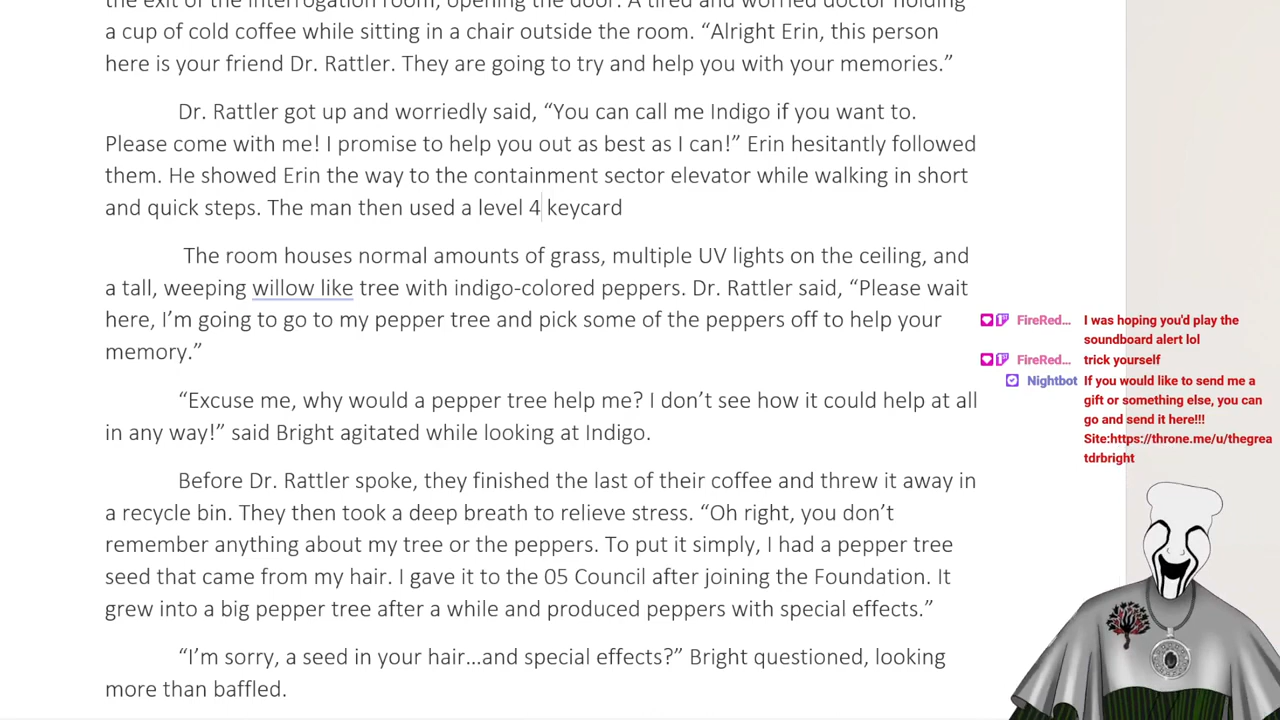 the exit of the interrogation room, opening the door. A tired and worried doctor holding
a cup of cold coffee while sitting in a chair outside the room. “Alright Erin, this person
here is your friend Dr. Rattler. They are going to try and help you with your memories.”
Dr. Rattler got up and worriedly said, “You can call me Indigo if you want to.
Please come with me! I promise to help you out as best as I can!” Erin hesitantly followed
them. He showed Erin the way to the containment sector elevator while walking in short
and quick steps. The man then used a level 4 keycard
The room houses normal amounts of grass, multiple UV lights on the ceiling, and
a tall, weeping willow like tree with indigo-colored peppers. Dr. Rattler said, “Please wait
here, I’m going to go to my pepper tree and pick some of the peppers off to help your
memory.”
“Excuse me, why would a pepper tree help me? I don’t see how it could help at all
in any way!” said Bright agitated while looking at Indigo.
Before Dr. Rattler spoke, they finished the last of their coffee and threw it away in
a recycle bin. They then took a deep breath to relieve stress. “Oh right, you don’t
remember anything about my tree or the peppers. To put it simply, I had a pepper tree
seed that came from my hair. I gave it to the 05 Council after joining the Foundation. It
grew into a big pepper tree after a while and produced peppers with special effects.”
“I’m sorry, a seed in your hair…and special effects?” Bright questioned, looking
more than baffled.
FireRed... I was hoping you'd play the
soundboard alert lol
FireRed... trick yourself
Nightbot If you would like to send me a
gift or something else, you can
go and send it here!!!
Site:https://throne.me/u/thegrea
tdrbright